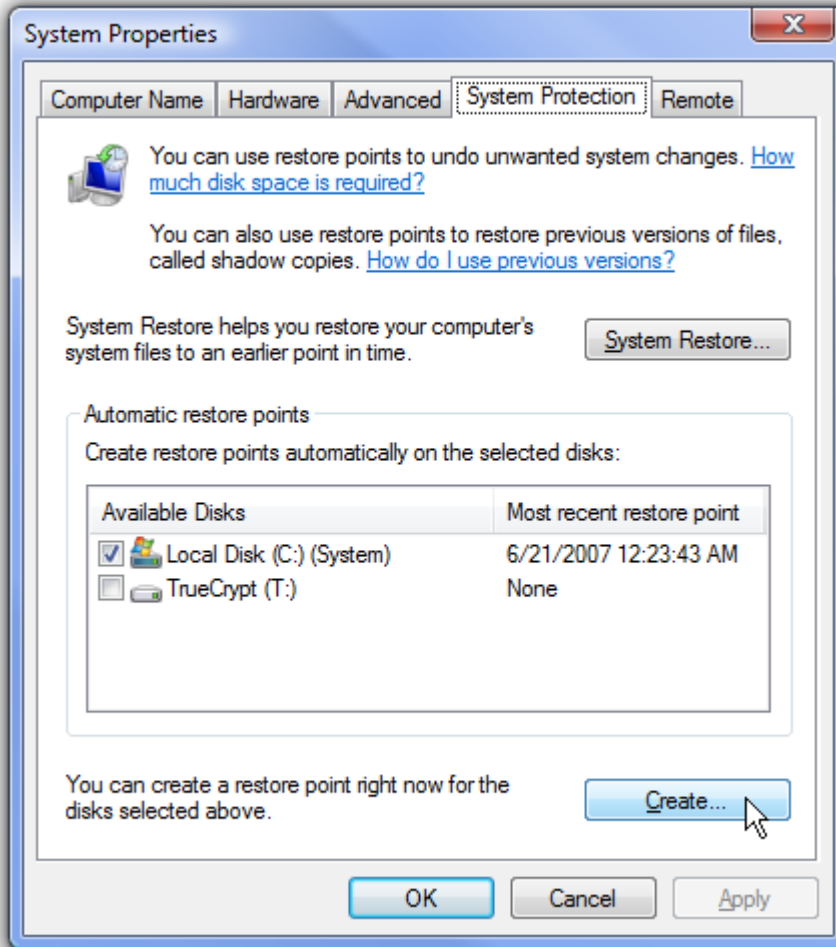 System Properties
Computer Name Hardware Advanced System Protection Remote
You can use restore points to undo unwanted system changes. How
much disk space is required?
You can also use restore points to restore previous versions of files,
called shadow copies. How do I use previous versions?
System Restore helps you restore your computer's
system files to an earlier point in time.
System Restore...
Automatic restore points
Create restore points automatically on the selected disks:
Available Disks Most recent restore point
Local Disk (C:) (System) 6/21/2007 12:23:43 AM
TrueCrypt (T:) None
You can create a restore point right now for the
disks selected above.
Create...
OK Cancel Apply